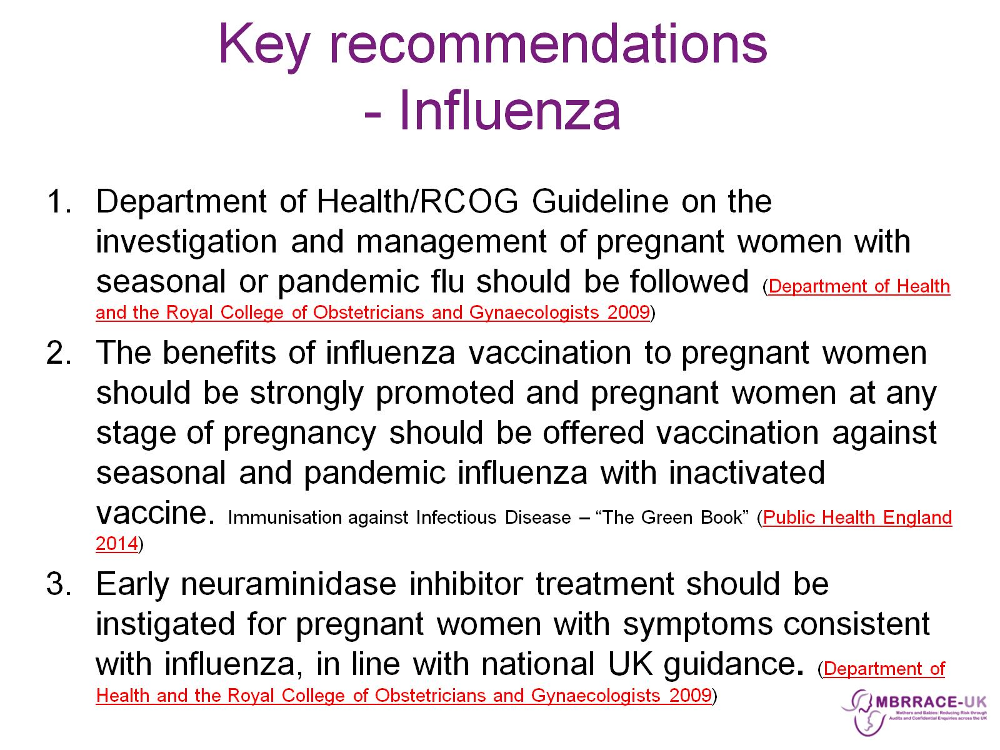 Key recommendations
- Influenza
1. Department of Health/RCOG Guideline on the
investigation and management of pregnant women with
seasonal or pandemic flu should be followed (Department of Health
and the Royal College of Obstetricians and Gynaecologists 2009)
2. The benefits of influenza vaccination to pregnant women
should be strongly promoted and pregnant women at any
stage of pregnancy should be offered vaccination against
seasonal and pandemic influenza with inactivated
vaccine. Immunisation against Infectious Disease – “The Green Book” (Public Health England
2014)
3. Early neuraminidase inhibitor treatment should be
instigated for pregnant women with symptoms consistent
with influenza, in line with national UK guidance. (Department of
Health and the Royal College of Obstetricians and Gynaecologists 2009)
MBRRACE-UK
Mothers and Babies: Reducing Risk through
Audits and Confidential Enquiries across the UK